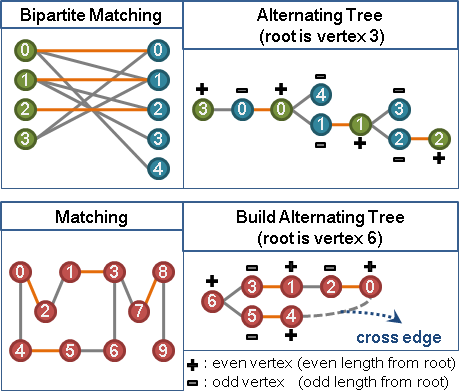 Bipartite Matching
0
0
1
1
2
2
3
3
4
Alternating Tree
(root is vertex 3)
+ - + -
3 0 0 4
- 3
1 1 2 2
- + - +
Matching
0 1 3 8
2 7
4 5 6 9
Build Alternating Tree
(root is vertex 6)
+ - + - +
3 1 2 0
6
5 4
- +
cross edge
+ : even vertex (even length from root)
- : odd vertex (odd length from root)